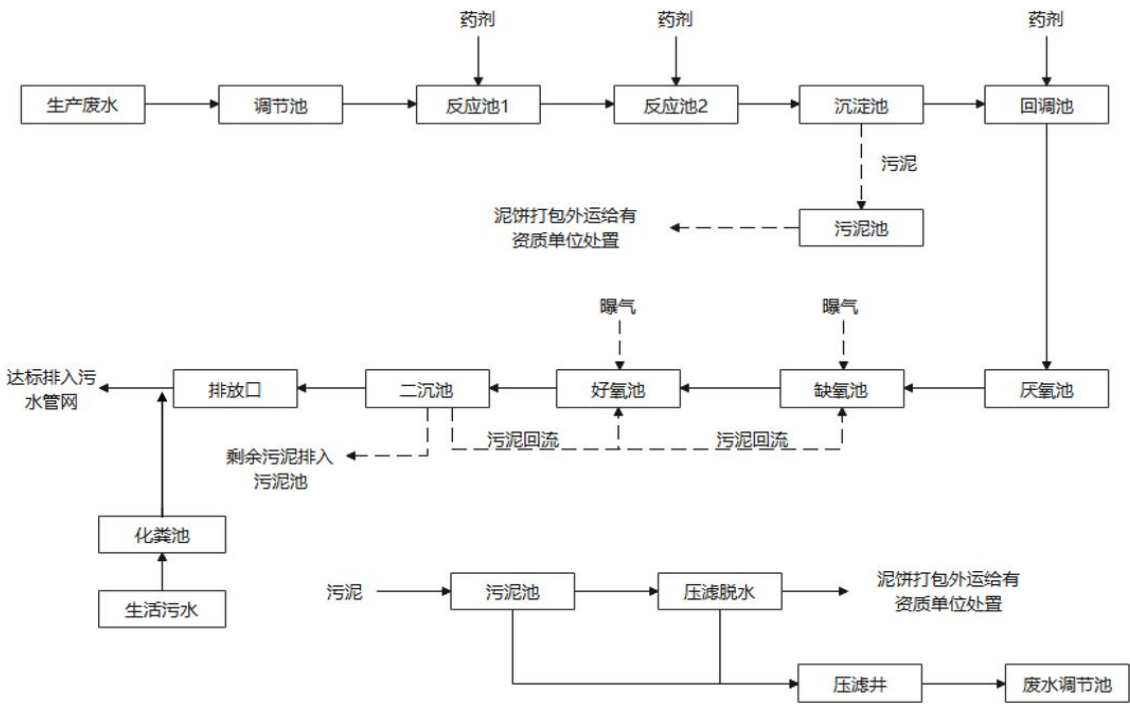 药剂
药剂
药剂
生产废水
调节池
反应池1
反应池2
沉淀池
回调池
污泥
泥饼打包外运给有
资质单位处置
污泥池
曝气
曝气
达标排入污
水管网
排放口
二沉池
好氧池
缺氧池
厌氧池
污泥回流
污泥回流
剩余污泥排入
污泥池
化粪池
生活污水
污泥
污泥池
压滤脱水
泥饼打包外运给有
资质单位处置
压滤井
废水调节池